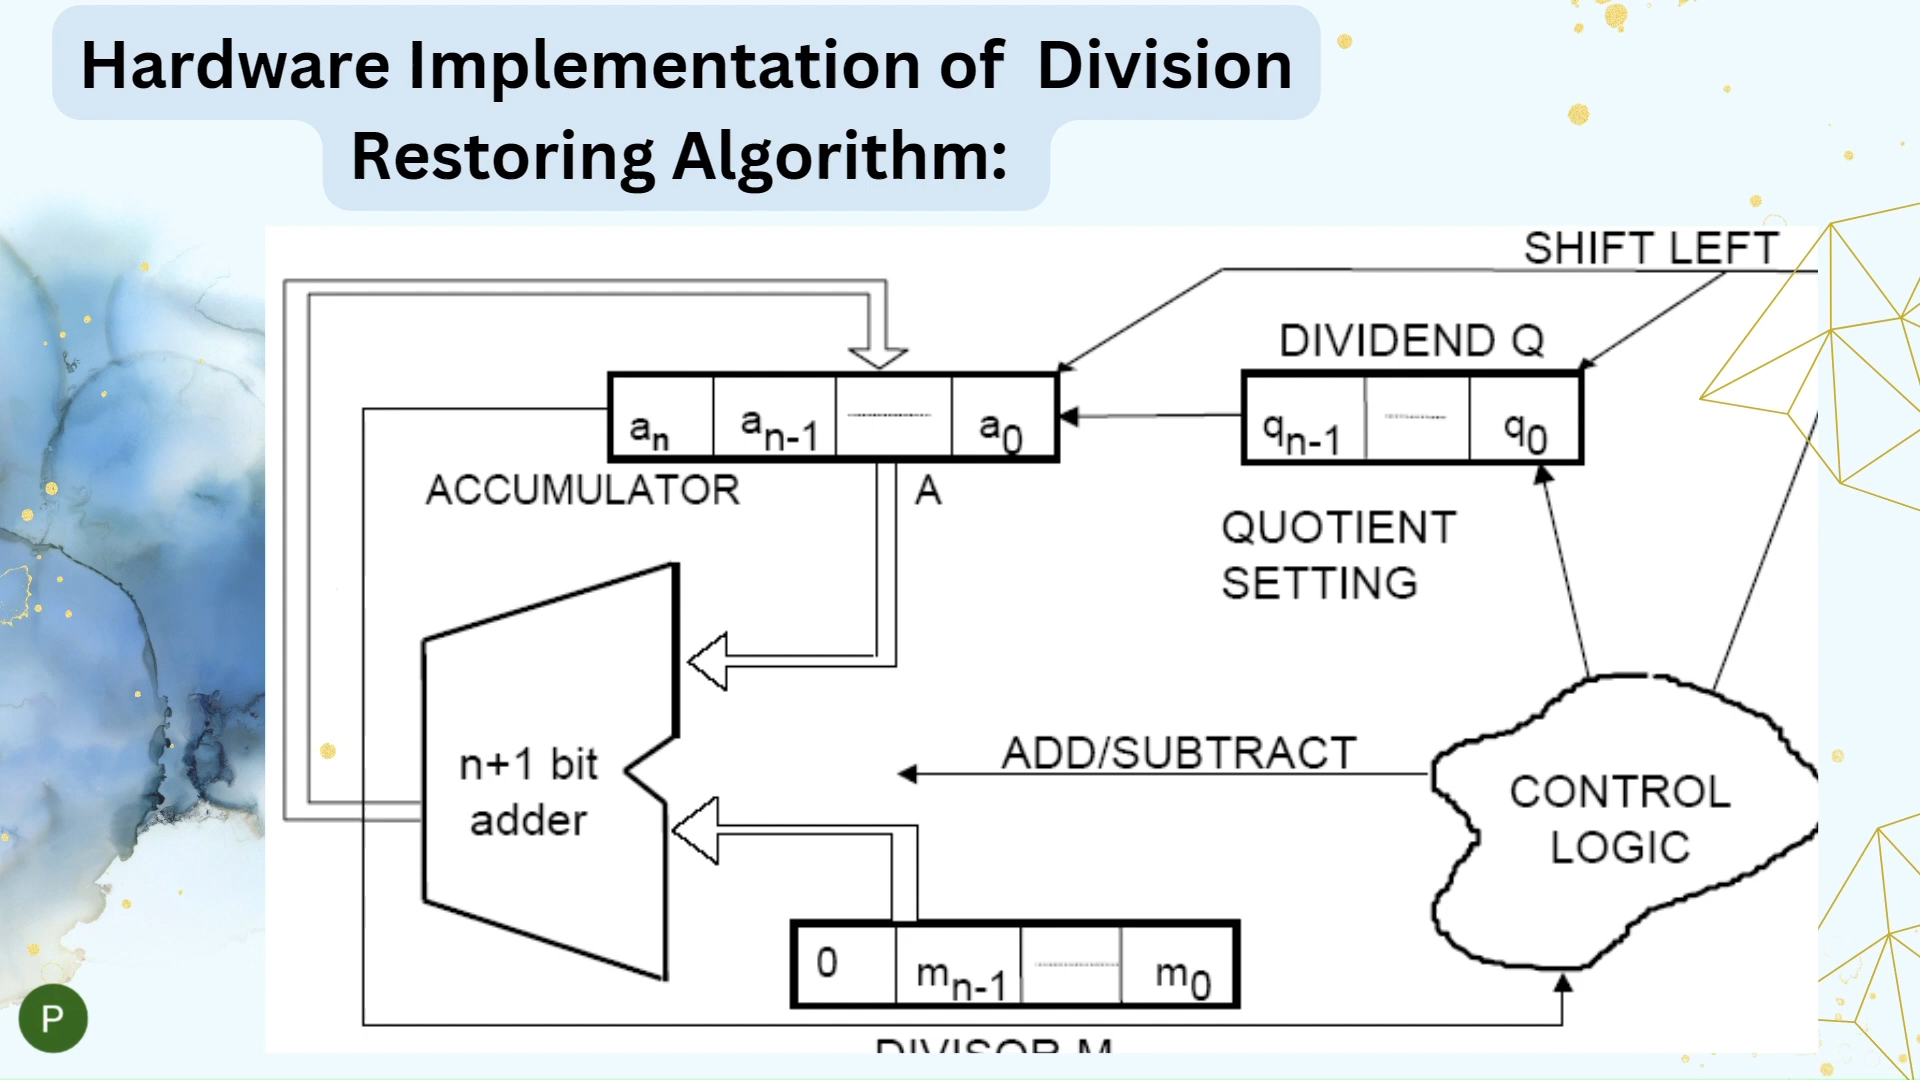 Hardware Implementation of Division
Restoring Algorithm:
SHIFT LEFT
DIVIDEND Q
an
an-1
a0
qn-1
q0
ACCUMULATOR
A
QUOTIENT
SETTING
n+1 bit
adder
ADD/SUBTRACT
CONTROL
LOGIC
0
mn-1
m0
DIVISOR M
P